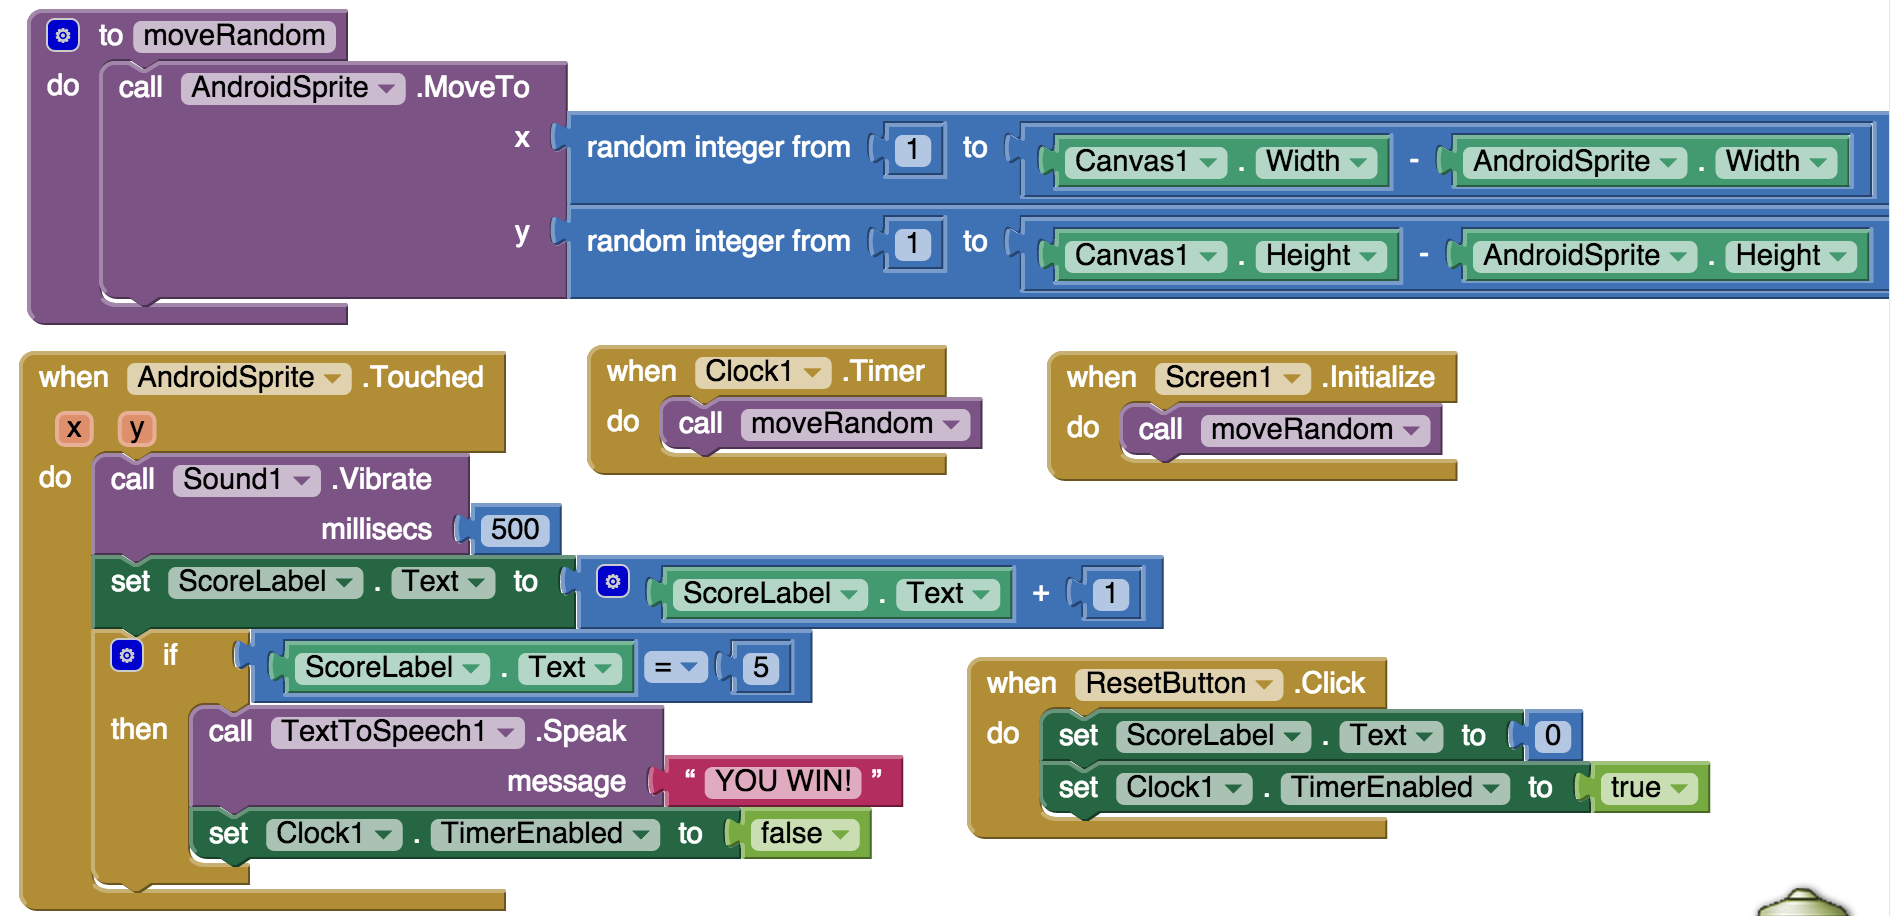 to moveRandom
do call AndroidSprite .MoveTo
x random integer from 1 to Canvas1 . Width - AndroidSprite . Width
y random integer from 1 to Canvas1 . Height - AndroidSprite . Height
when AndroidSprite .Touched
x y
do call Sound1 .Vibrate
millisecs 500
set ScoreLabel . Text to ScoreLabel . Text + 1
if ScoreLabel . Text = 5
then call TextToSpeech1 .Speak
message “ YOU WIN! ”
set Clock1 . TimerEnabled to false
when Clock1 .Timer
do call moveRandom
when Screen1 .Initialize
do call moveRandom
when ResetButton .Click
do set ScoreLabel . Text to 0
set Clock1 . TimerEnabled to true